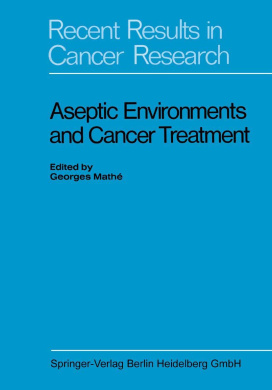 Recent Results in
Cancer Research
Aseptic Environments
and Cancer Treatment
Edited by
Georges Mathé
Springer-Verlag Berlin Heidelberg GmbH